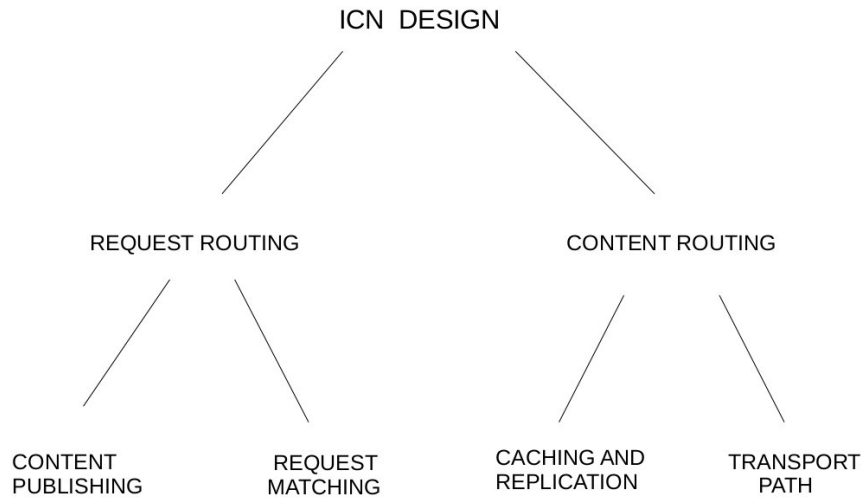 ICN DESIGN
REQUEST ROUTING
CONTENT ROUTING
CONTENT
PUBLISHING
REQUEST
MATCHING
CACHING AND
REPLICATION
TRANSPORT
PATH